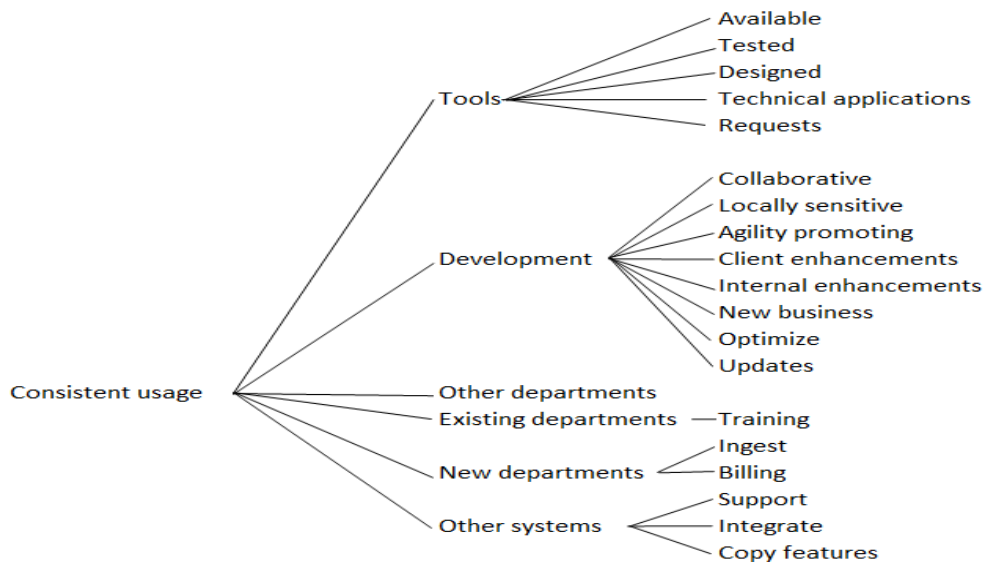 Available
Tested
Designed
Tools
Technical applications
Requests
Collaborative
Locally sensitive
Agility promoting
Development
Client enhancements
Internal enhancements
New business
Optimize
Updates
Consistent usage
Other departments
Existing departments
Training
Ingest
New departments
Billing
Support
Other systems
Integrate
Copy features